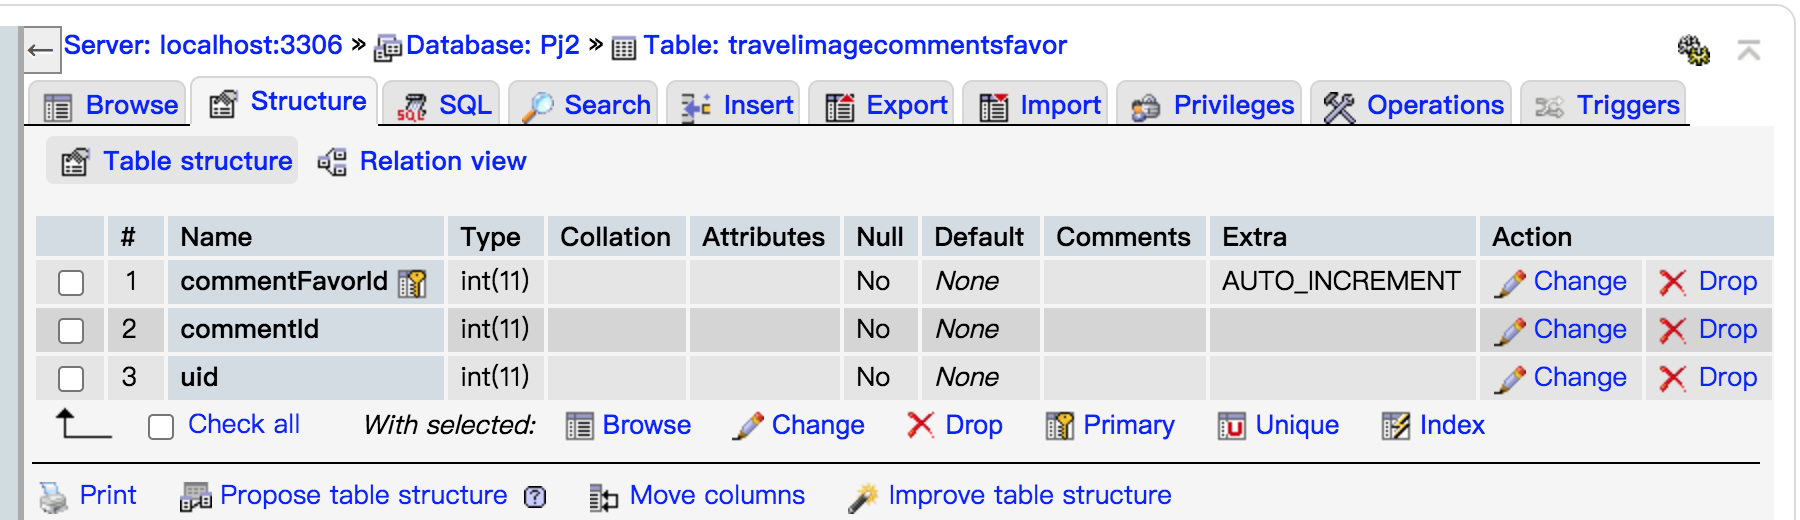 Server: localhost:3306 » Database: Pj2 » Table: travelimagecommentsfavor
Browse Structure SQL Search Insert Export Import Privileges Operations Triggers
Table structure Relation view
# Name Type Collation Attributes Null Default Comments Extra Action
1 commentFavorId int(11) No None AUTO_INCREMENT Change Drop
2 commentId int(11) No None Change Drop
3 uid int(11) No None Change Drop
Check all With selected: Browse Change Drop Primary Unique Index
Print Propose table structure Move columns Improve table structure